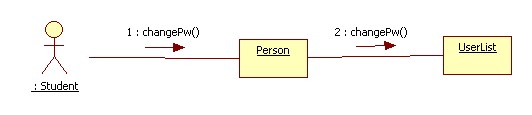 1 : changePw()
2 : changePw()
Person
UserList
: Student